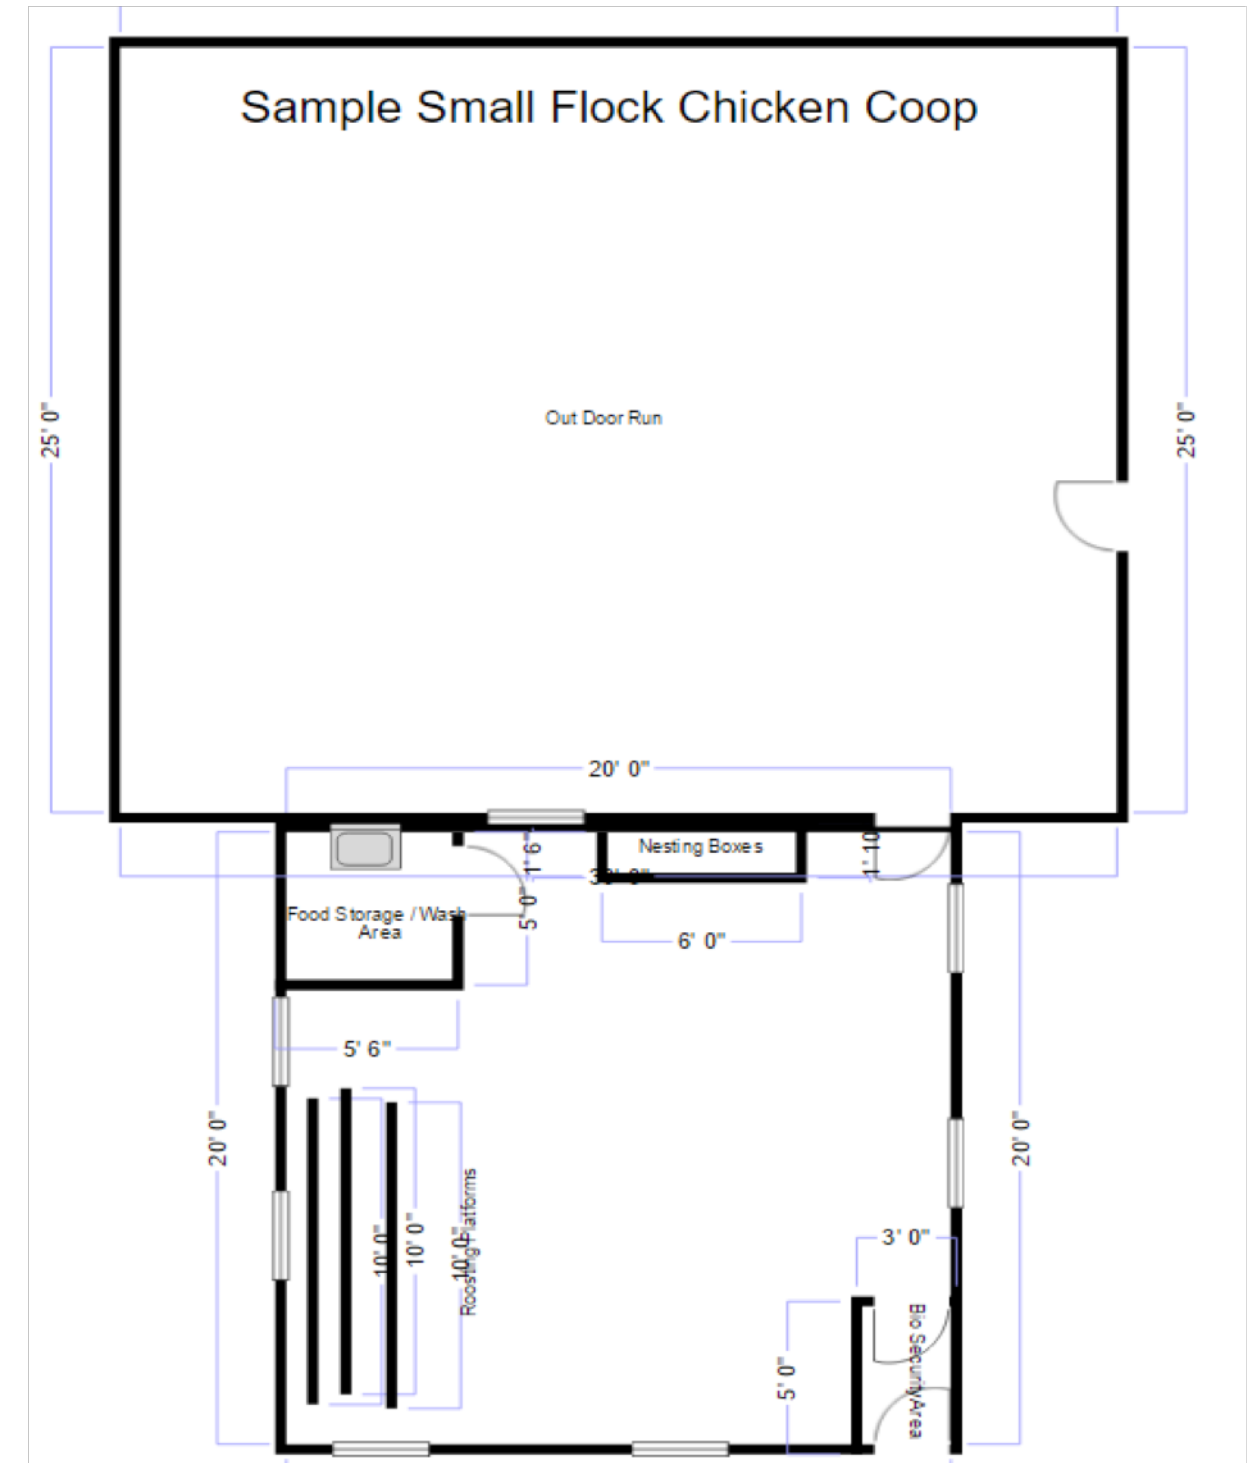 Sample Small Flock Chicken Coop
25' 0"
25' 0"
Out Door Run
20' 0"
1' 6"
Nesting Boxes
1' 10
5' 0"
Food Storage / Wash
Area
6' 0"
5' 6"
20' 0"
20' 0"
10' 0"
10' 0"
10' 0"
Roosting Platforms
3' 0"
5' 0"
Bio Security Area